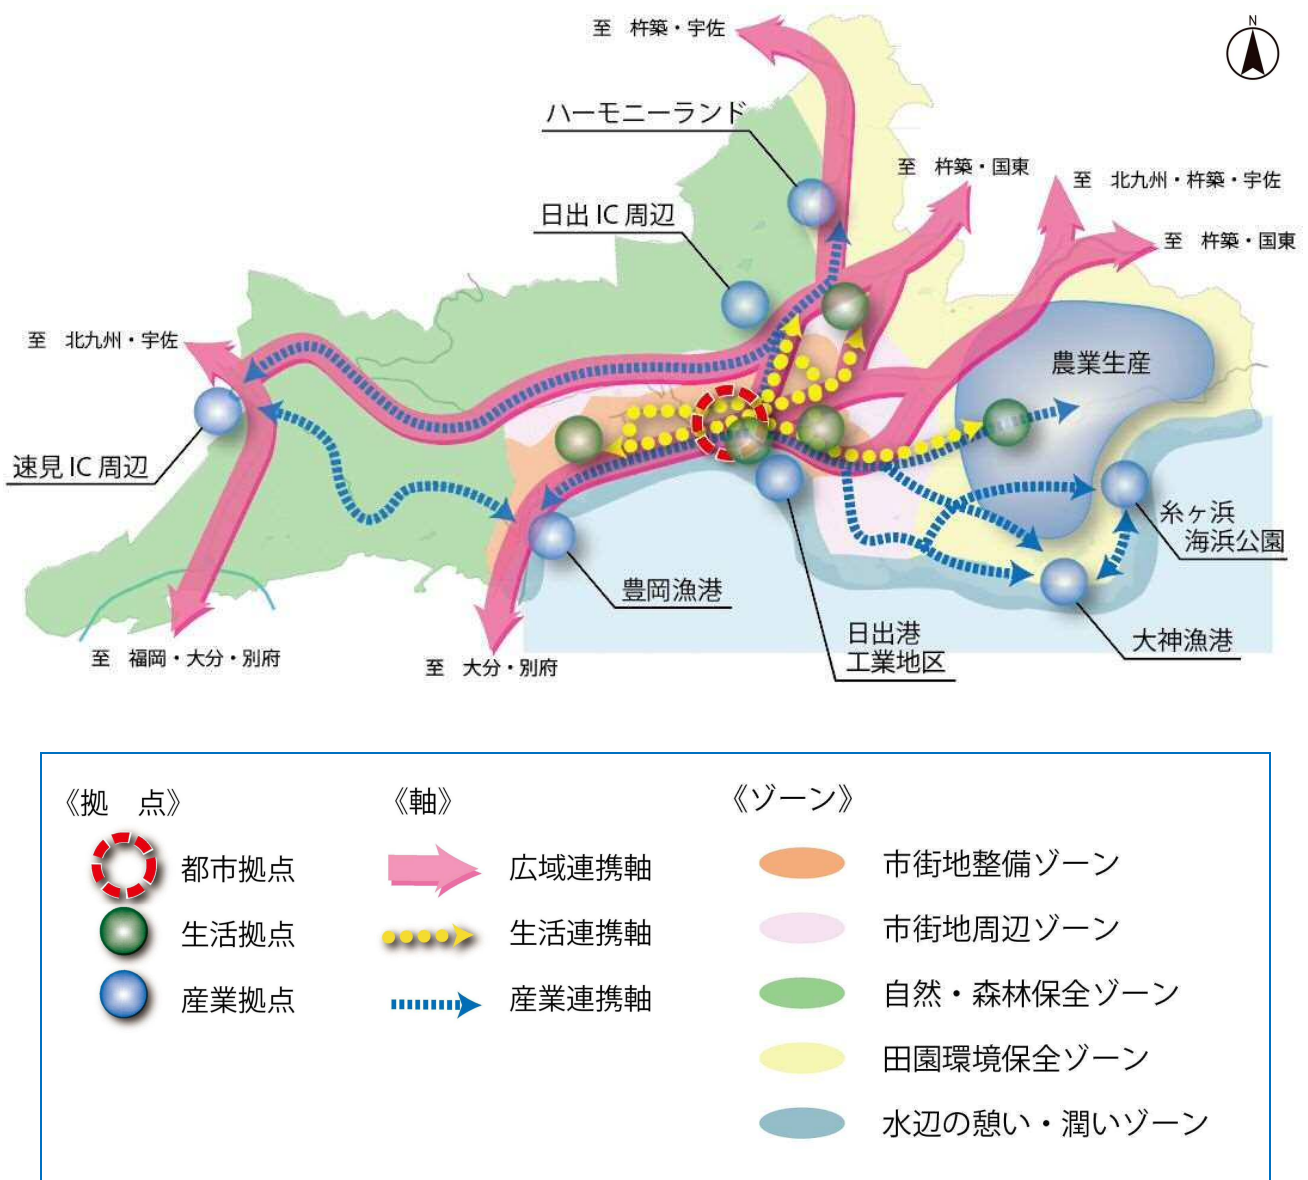 至　杵築・宇佐
N
ハーモニーランド
至　杵築・国東
至　北九州・杵築・宇佐
日出 IC 周辺
至　杵築・国東
至　北九州・宇佐
農業生産
速見 IC 周辺
糸ヶ浜
海浜公園
豊岡漁港
日出港
工業地区
大神漁港
至　福岡・大分・別府
至　大分・別府
《拠　点》
都市拠点
生活拠点
産業拠点
《軸》
広域連携軸
生活連携軸
産業連携軸
《ゾーン》
市街地整備ゾーン
市街地周辺ゾーン
自然・森林保全ゾーン
田園環境保全ゾーン
水辺の憩い・潤いゾーン